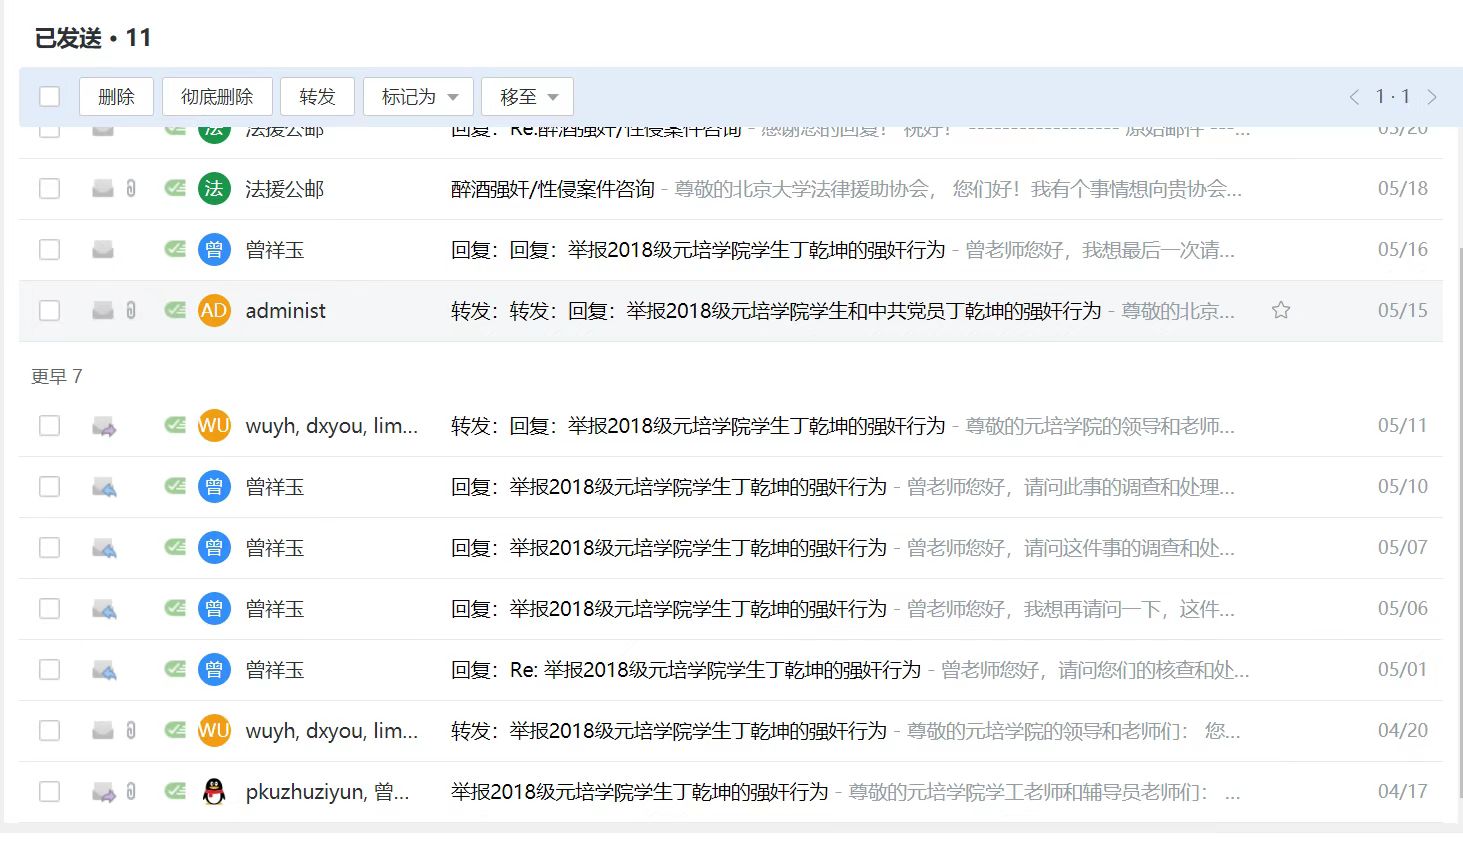 已发送 • 11
删除 彻底删除 转发 标记为 移至 1 · 1
法 法援公邮 回复：Re:醉酒强奸/性侵案件咨询 - 感谢您的回复！ 祝好！ ------------------ 原始邮件 ---... 05/20
法 法援公邮 醉酒强奸/性侵案件咨询 - 尊敬的北京大学法律援助协会， 您们好！我有个事情想向贵协会... 05/18
曾 曾祥玉 回复：回复：举报2018级元培学院学生丁乾坤的强奸行为 - 曾老师您好，我想最后一次请... 05/16
AD administ 转发：转发：回复：举报2018级元培学院学生和中共党员丁乾坤的强奸行为 - 尊敬的北京... 05/15
更早 7
WU wuyh, dxyou, lim... 转发：回复：举报2018级元培学院学生丁乾坤的强奸行为 - 尊敬的元培学院的领导和老师... 05/11
曾 曾祥玉 回复：举报2018级元培学院学生丁乾坤的强奸行为 - 曾老师您好，请问此事的调查和处理... 05/10
曾 曾祥玉 回复：举报2018级元培学院学生丁乾坤的强奸行为 - 曾老师您好，请问这件事的调查和处... 05/07
曾 曾祥玉 回复：举报2018级元培学院学生丁乾坤的强奸行为 - 曾老师您好，我想再请问一下，这件... 05/06
曾 曾祥玉 回复：Re: 举报2018级元培学院学生丁乾坤的强奸行为 - 曾老师您好，请问您们的核查和处... 05/01
WU wuyh, dxyou, lim... 转发：举报2018级元培学院学生丁乾坤的强奸行为 - 尊敬的元培学院的领导和老师们： 您... 04/20
pkuzhuziyun, 曾... 举报2018级元培学院学生丁乾坤的强奸行为 - 尊敬的元培学院学工老师和辅导员老师们： ... 04/17